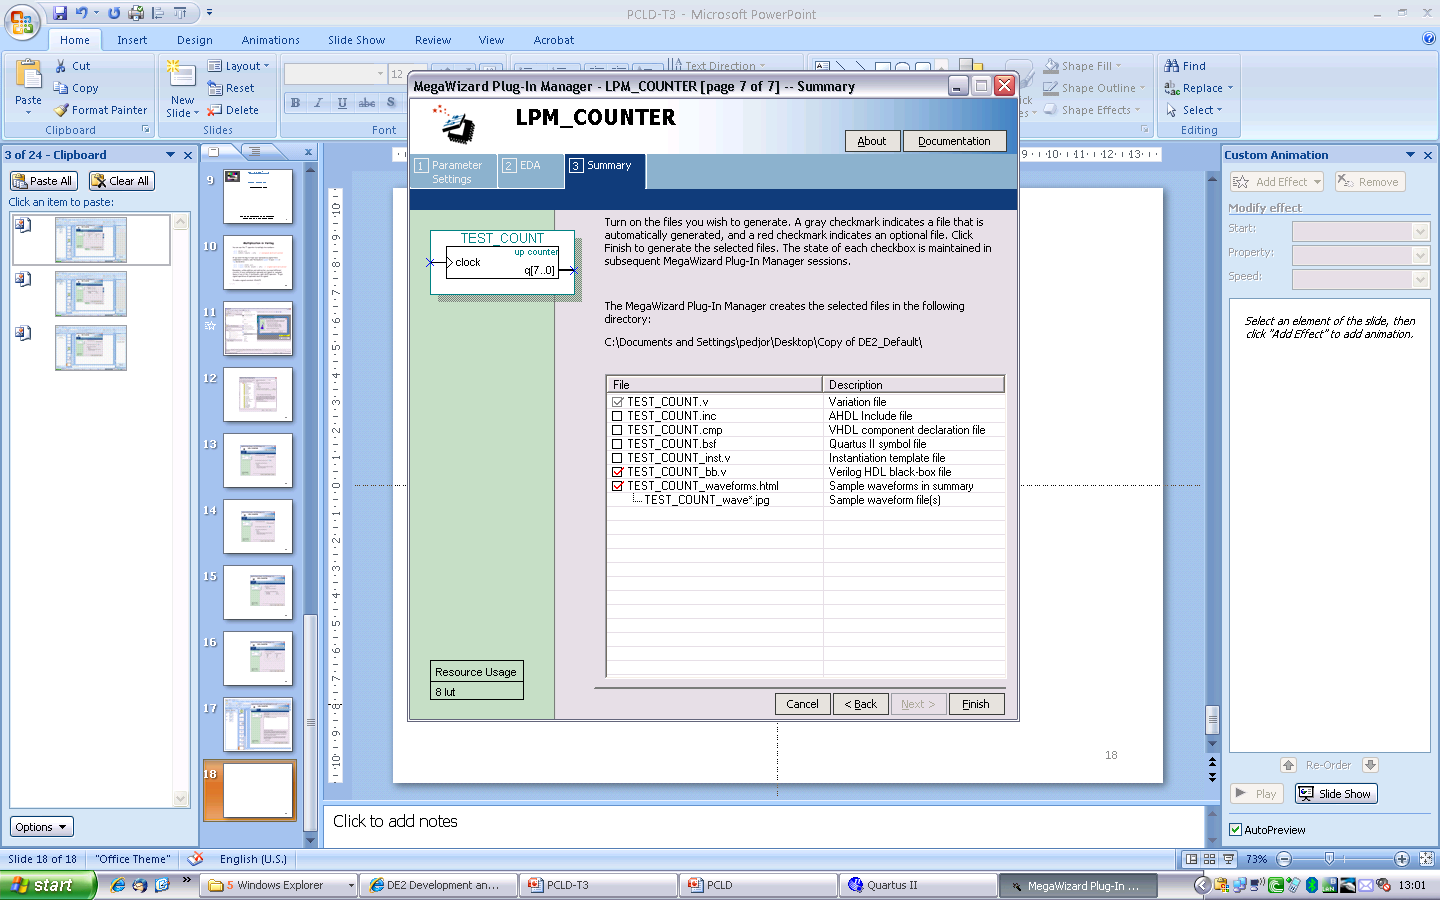 PCLD-T3 - Microsoft PowerPoint
Home
Insert
Design
Animations
Slide Show
Review
View
Acrobat
Paste
Cut
Copy
Format Painter
Clipboard
New
Slide
Layout
Reset
Delete
Slides
12
B I U abe S
Font
Text Direction
Shape Fill
Shape Outline
Shape Effects
Find
Replace
Select
Editing
3 of 24 - Clipboard
Paste All
Clear All
Click an item to paste:
Options
9
10
11
12
13
14
15
16
17
18
MegaWizard Plug-In Manager - LPM_COUNTER [page 7 of 7] -- Summary
LPM_COUNTER
About
Documentation
1 Parameter
Settings
2 EDA
3 Summary
TEST_COUNT
up counter
clock
q[7..0]
Turn on the files you wish to generate. A gray checkmark indicates a file that is
automatically generated, and a red checkmark indicates an optional file. Click
Finish to generate the selected files. The state of each checkbox is maintained in
subsequent MegaWizard Plug-In Manager sessions.
The MegaWizard Plug-In Manager creates the selected files in the following
directory:
C:\Documents and Settings\pedjor\Desktop\Copy of DE2_Default\
File Description
TEST_COUNT.v Variation file
TEST_COUNT.inc AHDL Include file
TEST_COUNT.cmp VHDL component declaration file
TEST_COUNT.bsf Quartus II symbol file
TEST_COUNT_inst.v Instantiation template file
TEST_COUNT_bb.v Verilog HDL black-box file
TEST_COUNT_waveforms.html Sample waveforms in summary
TEST_COUNT_wave*.jpg Sample waveform file(s)
Resource Usage
8 lut
Cancel
< Back
Next >
Finish
18
Click to add notes
Custom Animation
Add Effect
Remove
Modify effect
Start:
Property:
Speed:
Select an element of the slide, then
click "Add Effect" to add animation.
Re-Order
Play
Slide Show
AutoPreview
Slide 18 of 18
"Office Theme"
English (U.S.)
73%
start
5 Windows Explorer
DE2 Development an...
PCLD-T3
PCLD
Quartus II
MegaWizard Plug-In ...
13:01